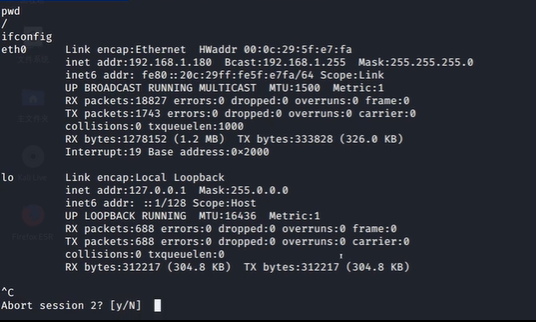 pwd
/
ifconfig
eth0 Link encap:Ethernet HWaddr 00:0c:29:5f:e7:fa
inet addr:192.168.1.180 Bcast:192.168.1.255 Mask:255.255.255.0
inet6 addr: fe80::20c:29ff:fe5f:e7fa/64 Scope:Link
UP BROADCAST RUNNING MULTICAST MTU:1500 Metric:1
RX packets:18827 errors:0 dropped:0 overruns:0 frame:0
TX packets:1743 errors:0 dropped:0 overruns:0 carrier:0
collisions:0 txqueuelen:1000
RX bytes:1278152 (1.2 MB) TX bytes:333828 (326.0 KB)
Interrupt:19 Base address:0×2000
lo Link encap:Local Loopback
inet addr:127.0.0.1 Mask:255.0.0.0
inet6 addr: ::1/128 Scope:Host
UP LOOPBACK RUNNING MTU:16436 Metric:1
RX packets:688 errors:0 dropped:0 overruns:0 frame:0
TX packets:688 errors:0 dropped:0 overruns:0 carrier:0
collisions:0 txqueuelen:0
RX bytes:312217 (304.8 KB) TX bytes:312217 (304.8 KB)
^C
Abort session 2? [y/N]